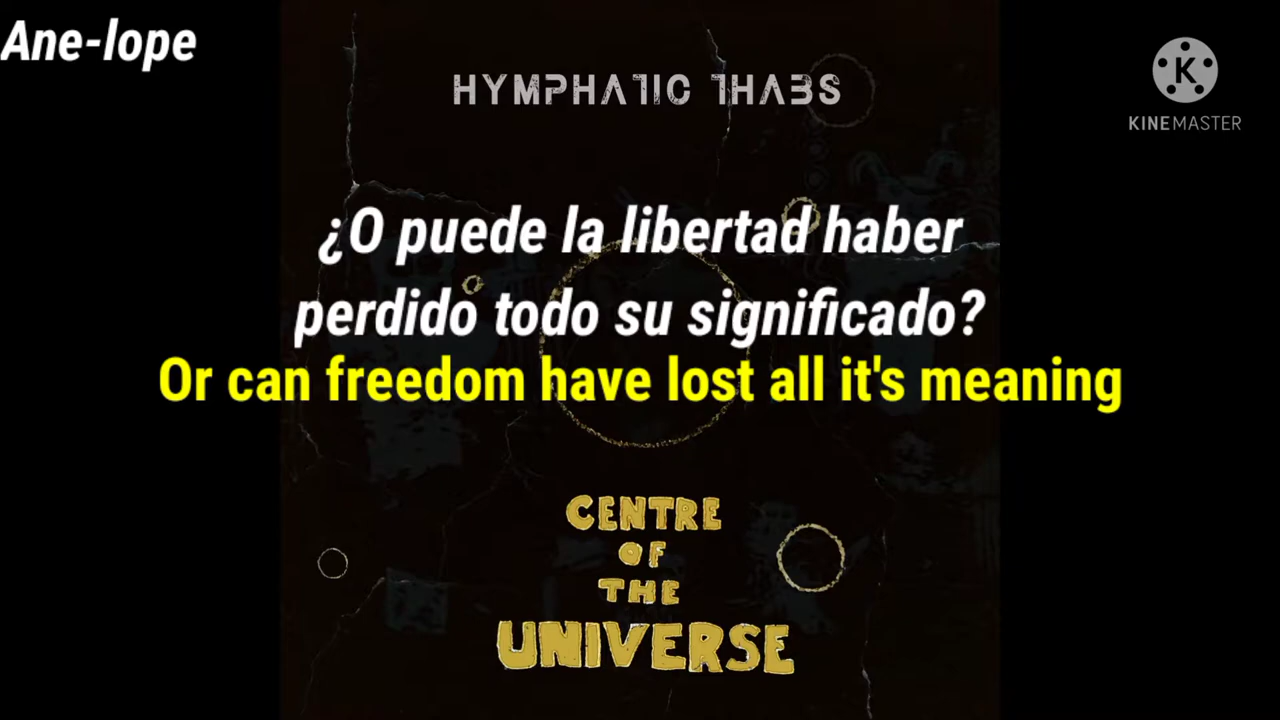 Ane-lope
HYMPHATIC THABS
K
KINEMASTER
¿O puede la libertad haber
perdido todo su significado?
Or can freedom have lost all it's meaning
CENTRE
OF
THE
UNIVERSE